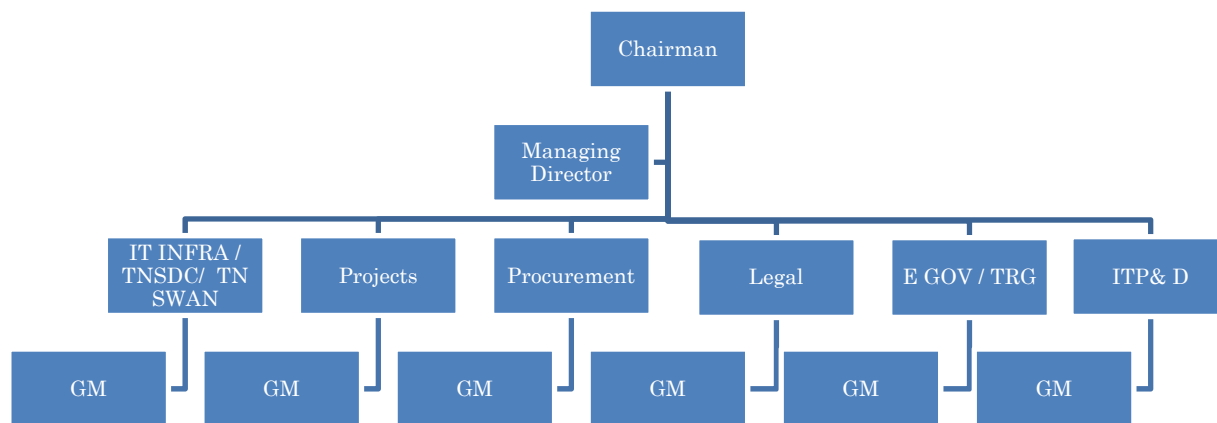 Chairman
Managing
Director
IT INFRA /
TNSDC/ TN
SWAN
Projects
Procurement
Legal
E GOV / TRG
ITP& D
GM
GM
GM
GM
GM
GM